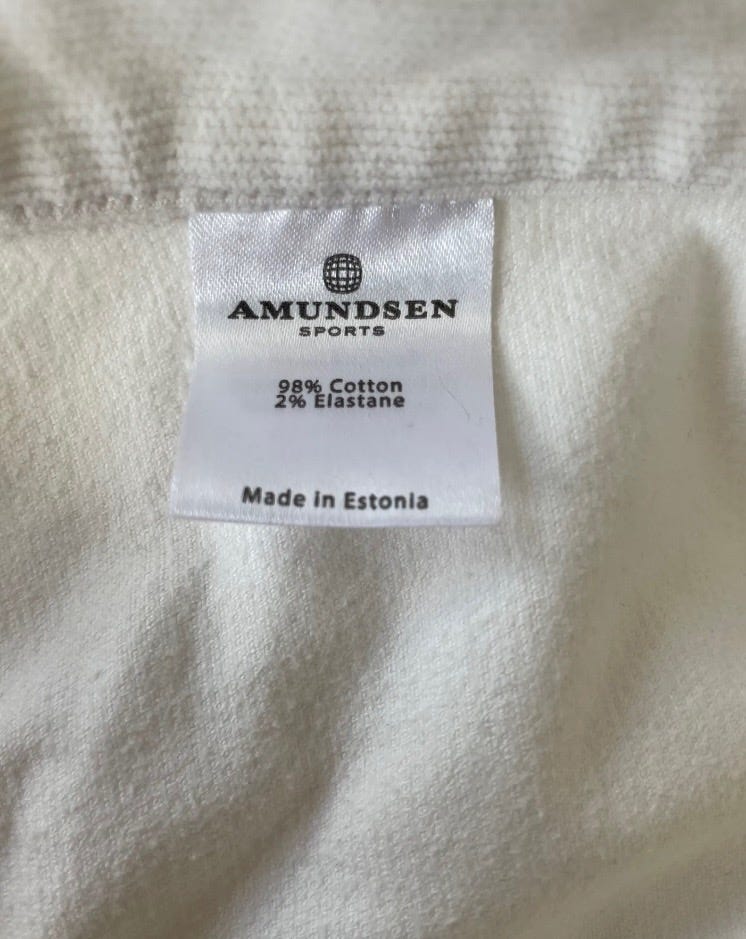 AMUNDSEN
SPORTS
98% Cotton
2% Elastane
Made in Estonia